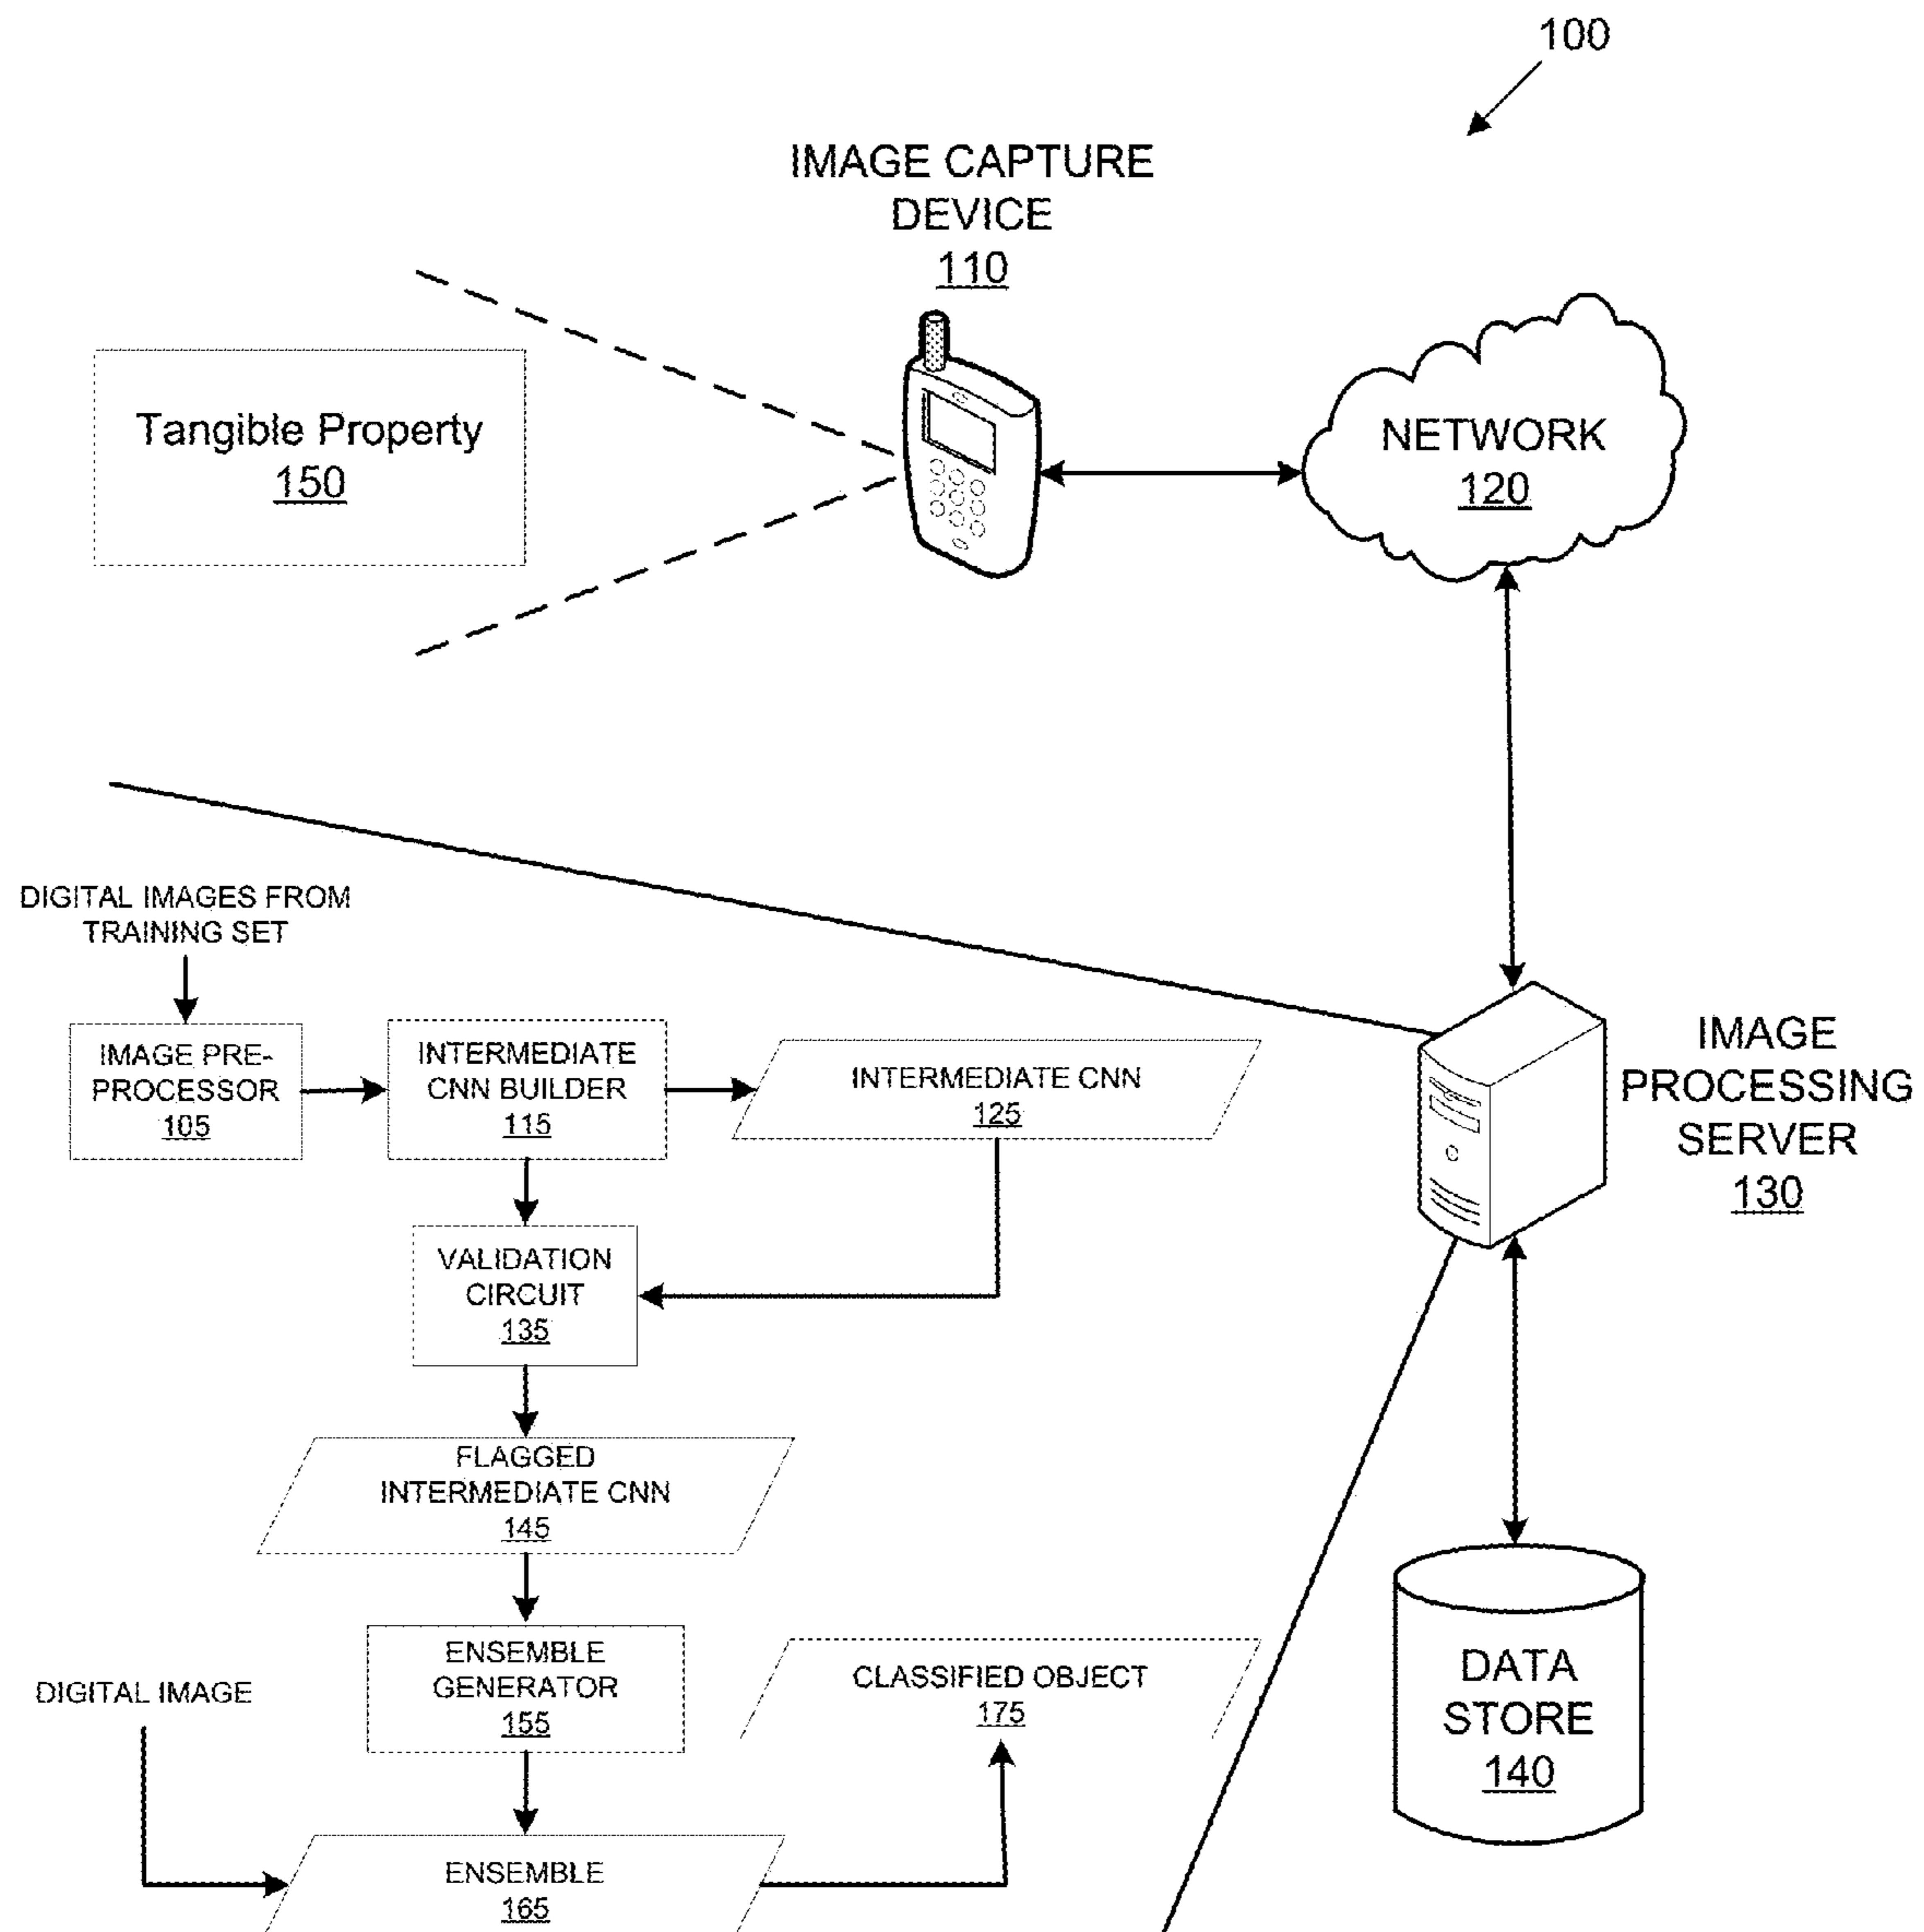 100
IMAGE CAPTURE
DEVICE
110
Tangible Property
150
NETWORK
120
DIGITAL IMAGES FROM
TRAINING SET
IMAGE PRE-
PROCESSOR
105
INTERMEDIATE
CNN BUILDER
115
INTERMEDIATE CNN
125
IMAGE
PROCESSING
SERVER
130
VALIDATION
CIRCUIT
135
FLAGGED
INTERMEDIATE CNN
145
ENSEMBLE
GENERATOR
155
DIGITAL IMAGE
CLASSIFIED OBJECT
175
DATA
STORE
140
ENSEMBLE
165